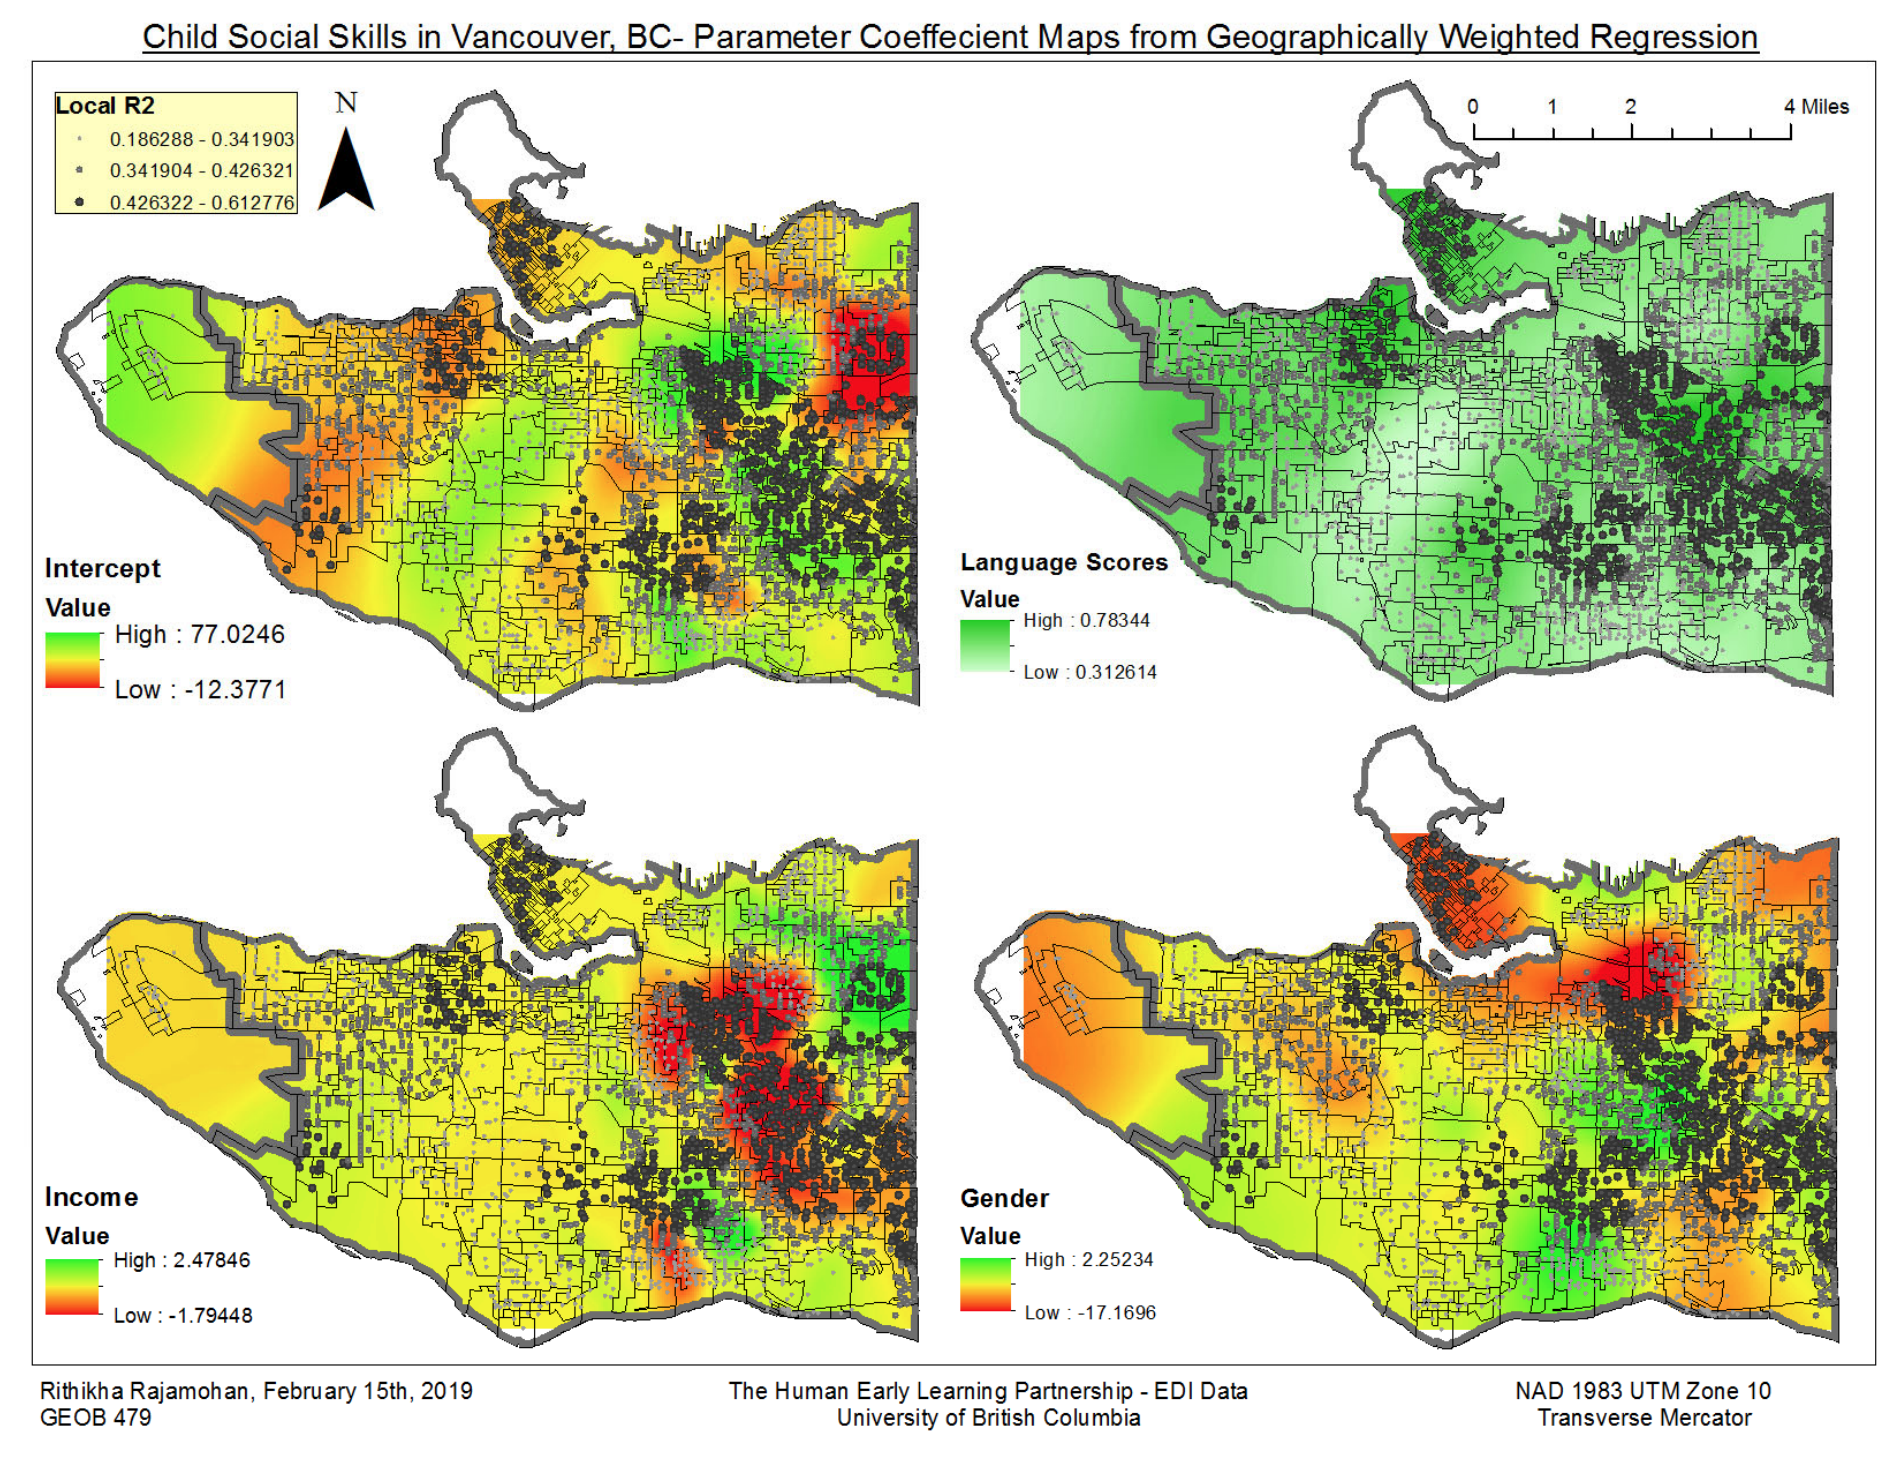 Child Social Skills in Vancouver, BC- Parameter Coeffecient Maps from Geographically Weighted Regression
Local R2
0.186288 - 0.341903
0.341904 - 0.426321
0.426322 - 0.612776
N
0 1 2 4 Miles
Intercept
Value
High : 77.0246
Low : -12.3771
Language Scores
Value
High : 0.78344
Low : 0.312614
Income
Value
High : 2.47846
Low : -1.79448
Gender
Value
High : 2.25234
Low : -17.1696
Rithikha Rajamohan, February 15th, 2019
GEOB 479
The Human Early Learning Partnership - EDI Data
University of British Columbia
NAD 1983 UTM Zone 10
Transverse Mercator